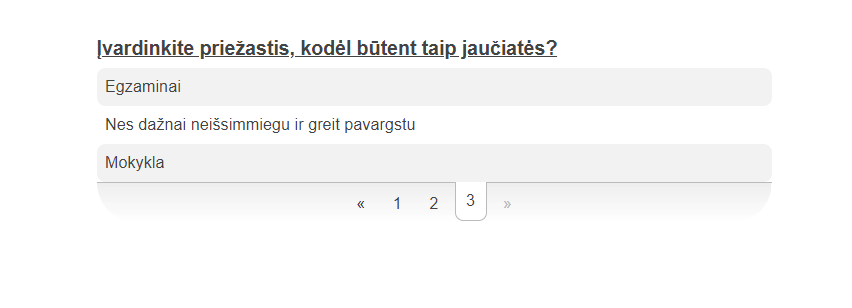 Įvardinkite priežastis, kodėl būtent taip jaučiatės?
Egzaminai
Nes dažnai neišsimmiegu ir greit pavargstu
Mokykla
« 1 2 3 »